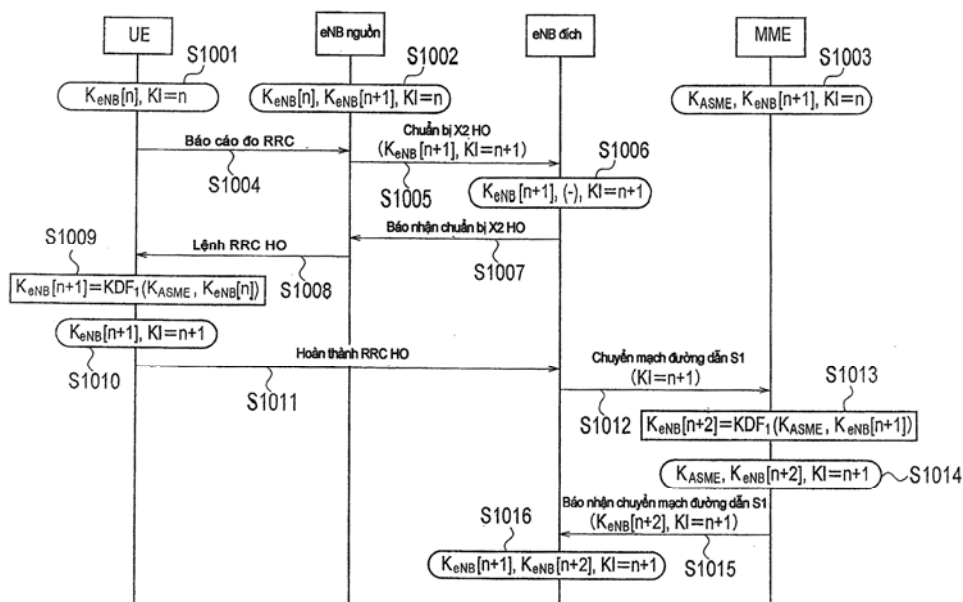 UE
eNB nguồn
eNB đích
MME
S1001
S1002
S1003
KeNB[n], KI=n
KeNB[n], KeNB[n+1], KI=n
KASME, KeNB[n+1], KI=n
Báo cáo đo RRC
S1004
Chuẩn bị X2 HO
(KeNB[n+1], KI=n+1)
S1005
S1006
KeNB[n+1], (-), KI=n+1
Báo nhận chuẩn bị X2 HO
S1007
S1009
Lệnh RRC HO
S1008
KeNB[n+1]=KDF1(KASME, KeNB[n])
KeNB[n+1], KI=n+1
S1010
Hoàn thành RRC HO
S1011
Chuyển mạch đường dẫn S1
(KI=n+1)
S1012
S1013
KeNB[n+2]=KDF1(KASME, KeNB[n+1])
KASME, KeNB[n+2], KI=n+1
S1014
Báo nhận chuyển mạch đường dẫn S1
(KeNB[n+2], KI=n+1)
S1015
S1016
KeNB[n+1], KeNB[n+2], KI=n+1